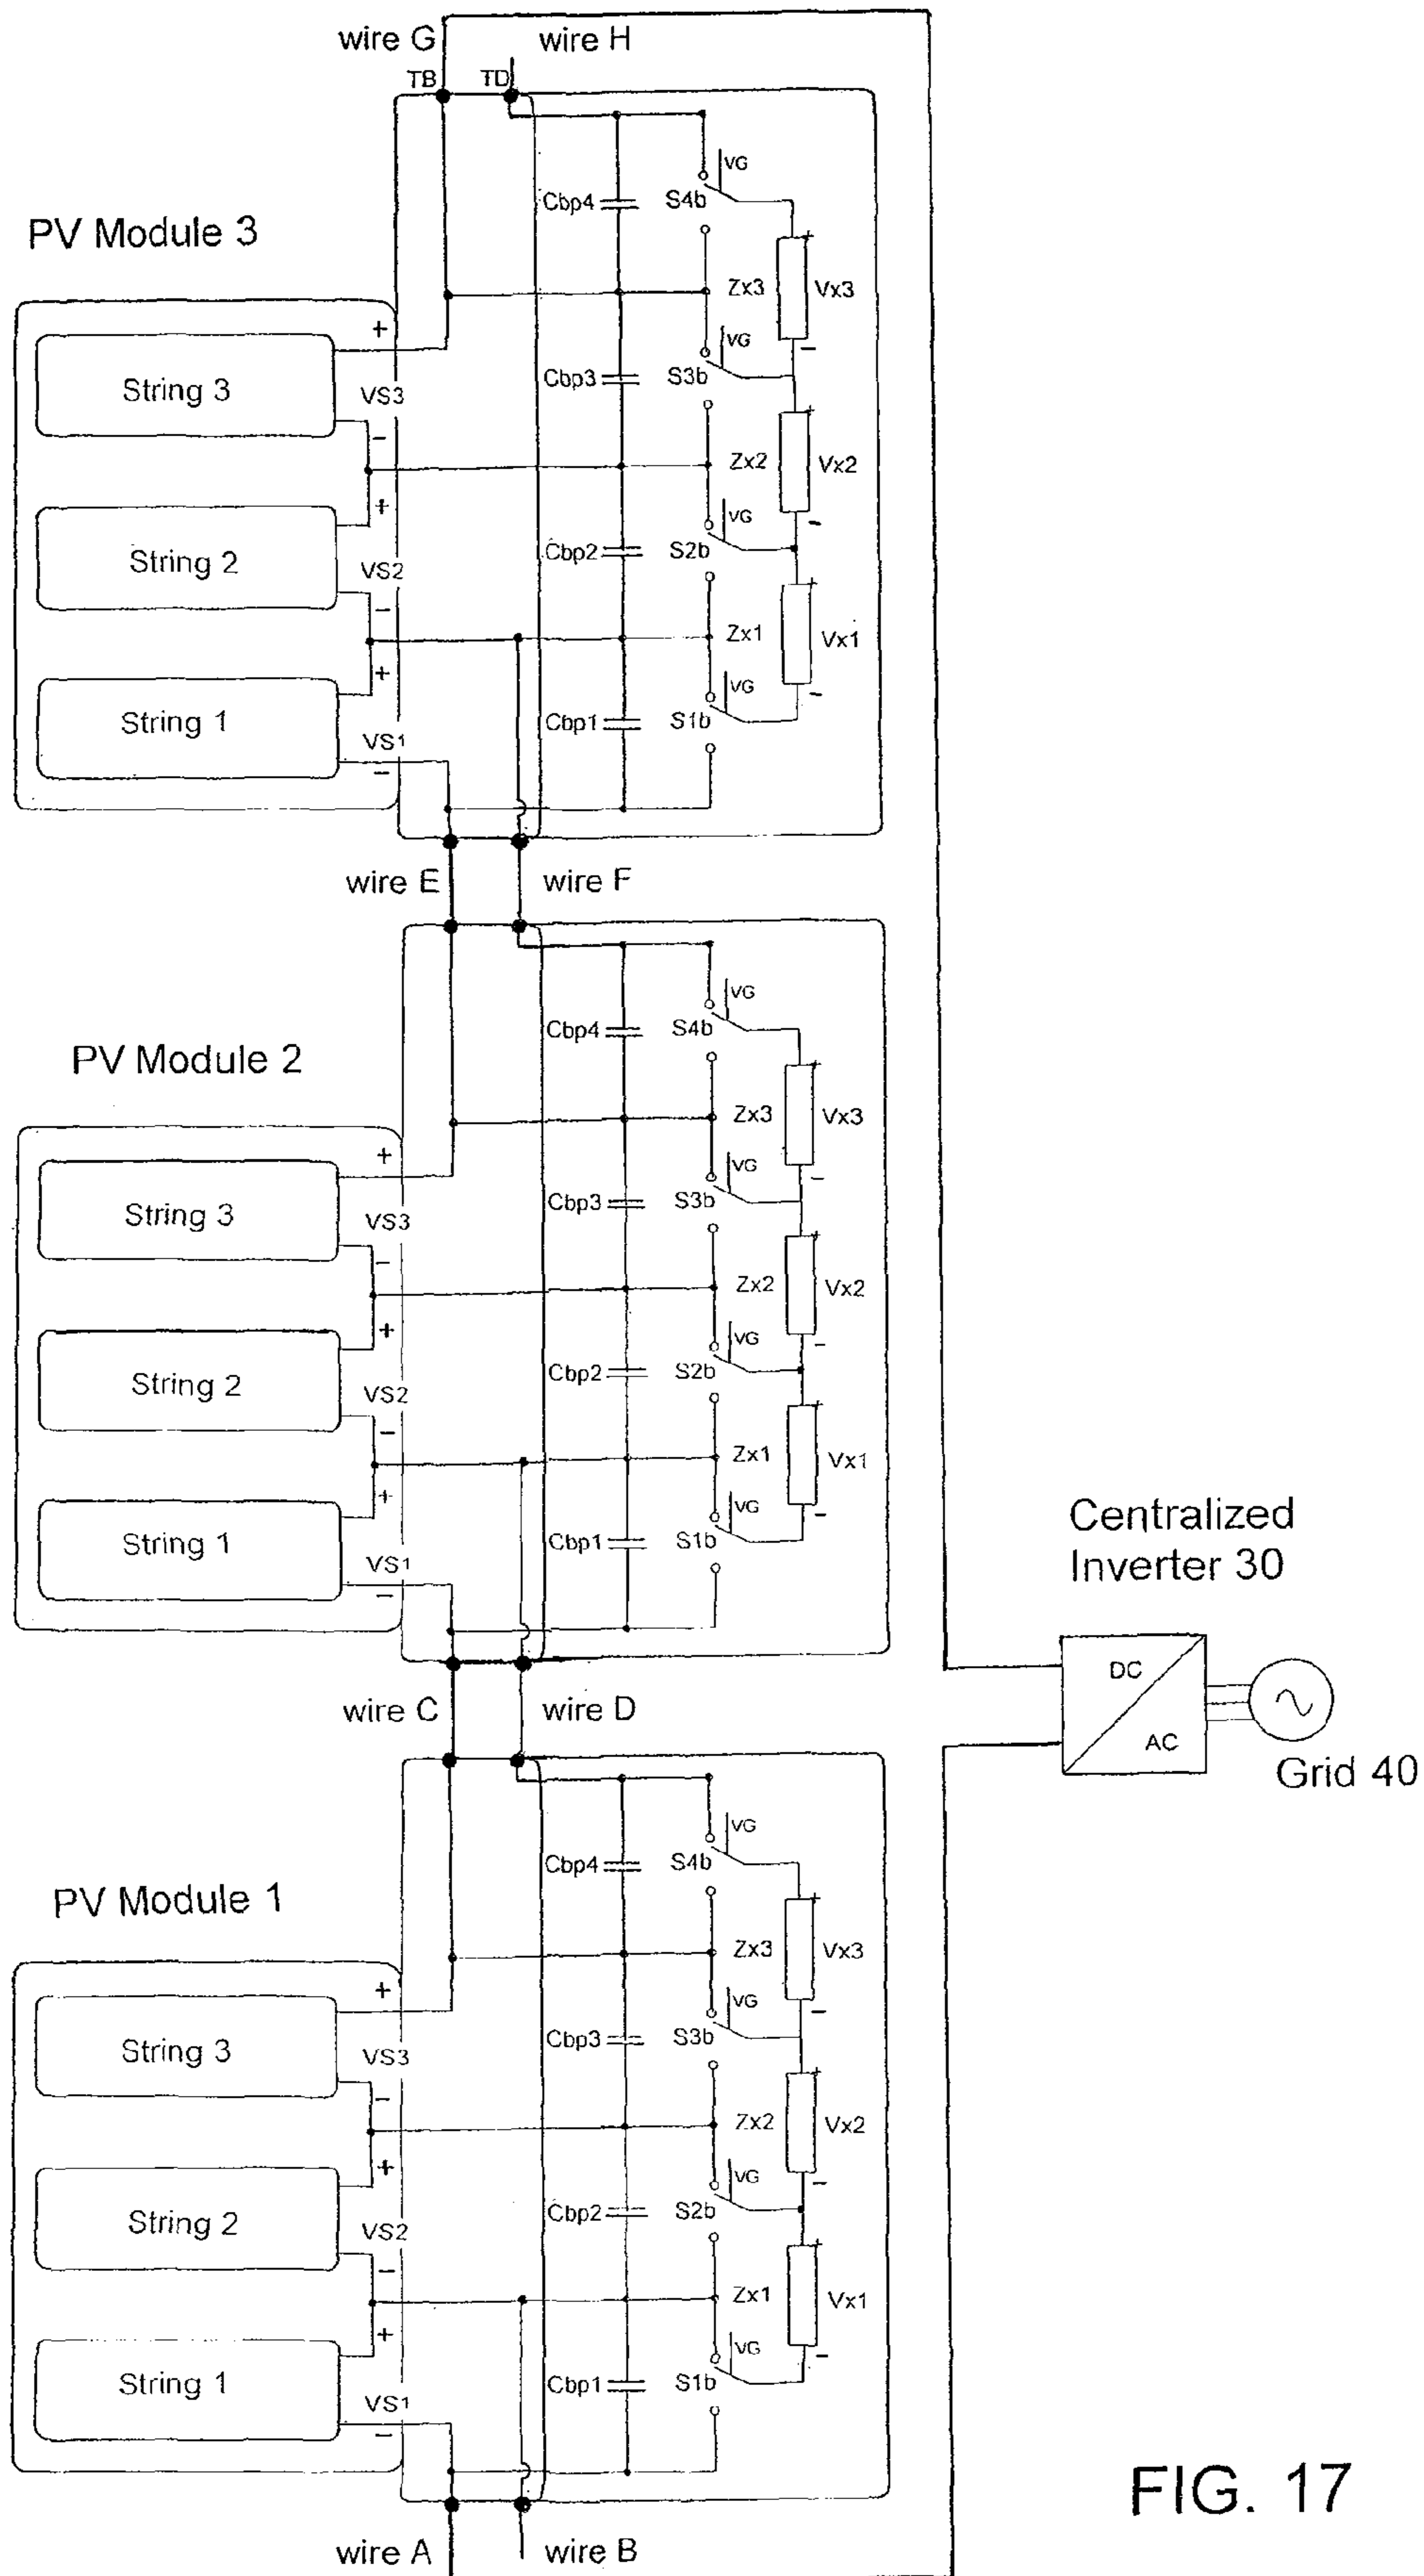 wire G
wire H
TB
TD
PV Module 3
VG
Cbp4
S4b
Zx3
Vx3
+
−
+
String 3
VS3
−
VG
Cbp3
S3b
Zx2
Vx2
+
−
+
String 2
VS2
−
VG
Cbp2
S2b
Zx1
Vx1
+
−
+
String 1
VS1
−
VG
Cbp1
S1b
wire E
wire F
PV Module 2
VG
Cbp4
S4b
Zx3
Vx3
+
−
+
String 3
VS3
−
VG
Cbp3
S3b
Zx2
Vx2
+
−
+
String 2
VS2
−
VG
Cbp2
S2b
Zx1
Vx1
+
−
+
String 1
VS1
−
VG
Cbp1
S1b
Centralized
Inverter 30
DC
AC
Grid 40
wire C
wire D
PV Module 1
VG
Cbp4
S4b
Zx3
Vx3
+
−
+
String 3
VS3
−
VG
Cbp3
S3b
Zx2
Vx2
+
−
+
String 2
VS2
−
VG
Cbp2
S2b
Zx1
Vx1
+
−
+
String 1
VS1
−
VG
Cbp1
S1b
wire A
wire B
FIG. 17